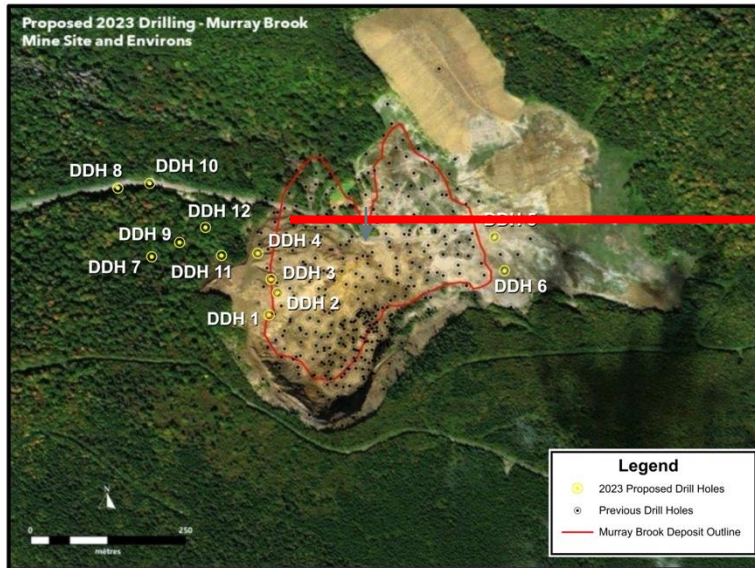 Proposed 2023 Drilling - Murray Brook
Mine Site and Environs
DDH 8
DDH 10
DDH 12
DDH 9
DDH 4
DDH 7
DDH 11
DDH 3
DDH 2
DDH 6
DDH 1
N
0
250
mètres
Legend
2023 Proposed Drill Holes
Previous Drill Holes
Murray Brook Deposit Outline